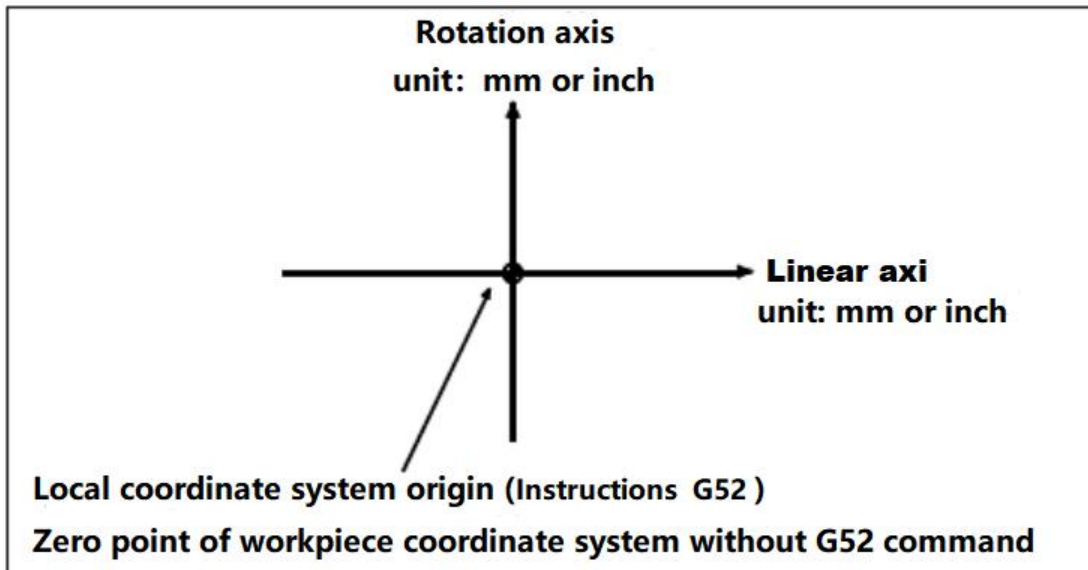 Rotation axis
unit: mm or inch
Linear axi
unit: mm or inch
Local coordinate system origin (Instructions G52 )
Zero point of workpiece coordinate system without G52 command